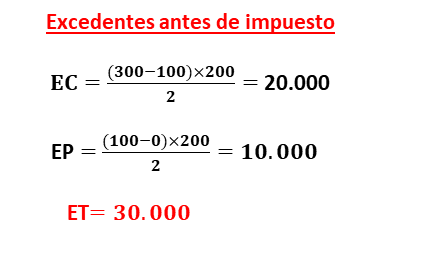 Excedentes antes de impuesto
EC = (300−100)×200 / 2 = 20.000
EP = (100−0)×200 / 2 = 10.000
ET= 30.000